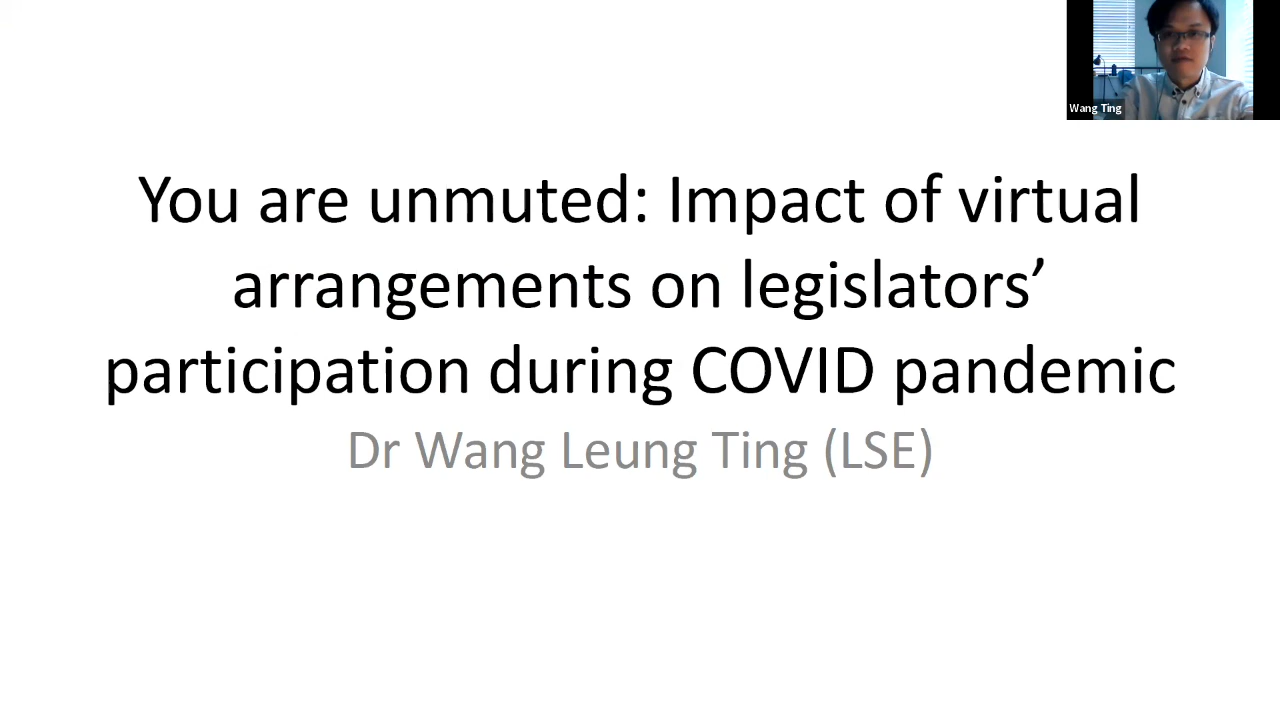 Wang Ting
You are unmuted: Impact of virtual
arrangements on legislators’
participation during COVID pandemic
Dr Wang Leung Ting (LSE)